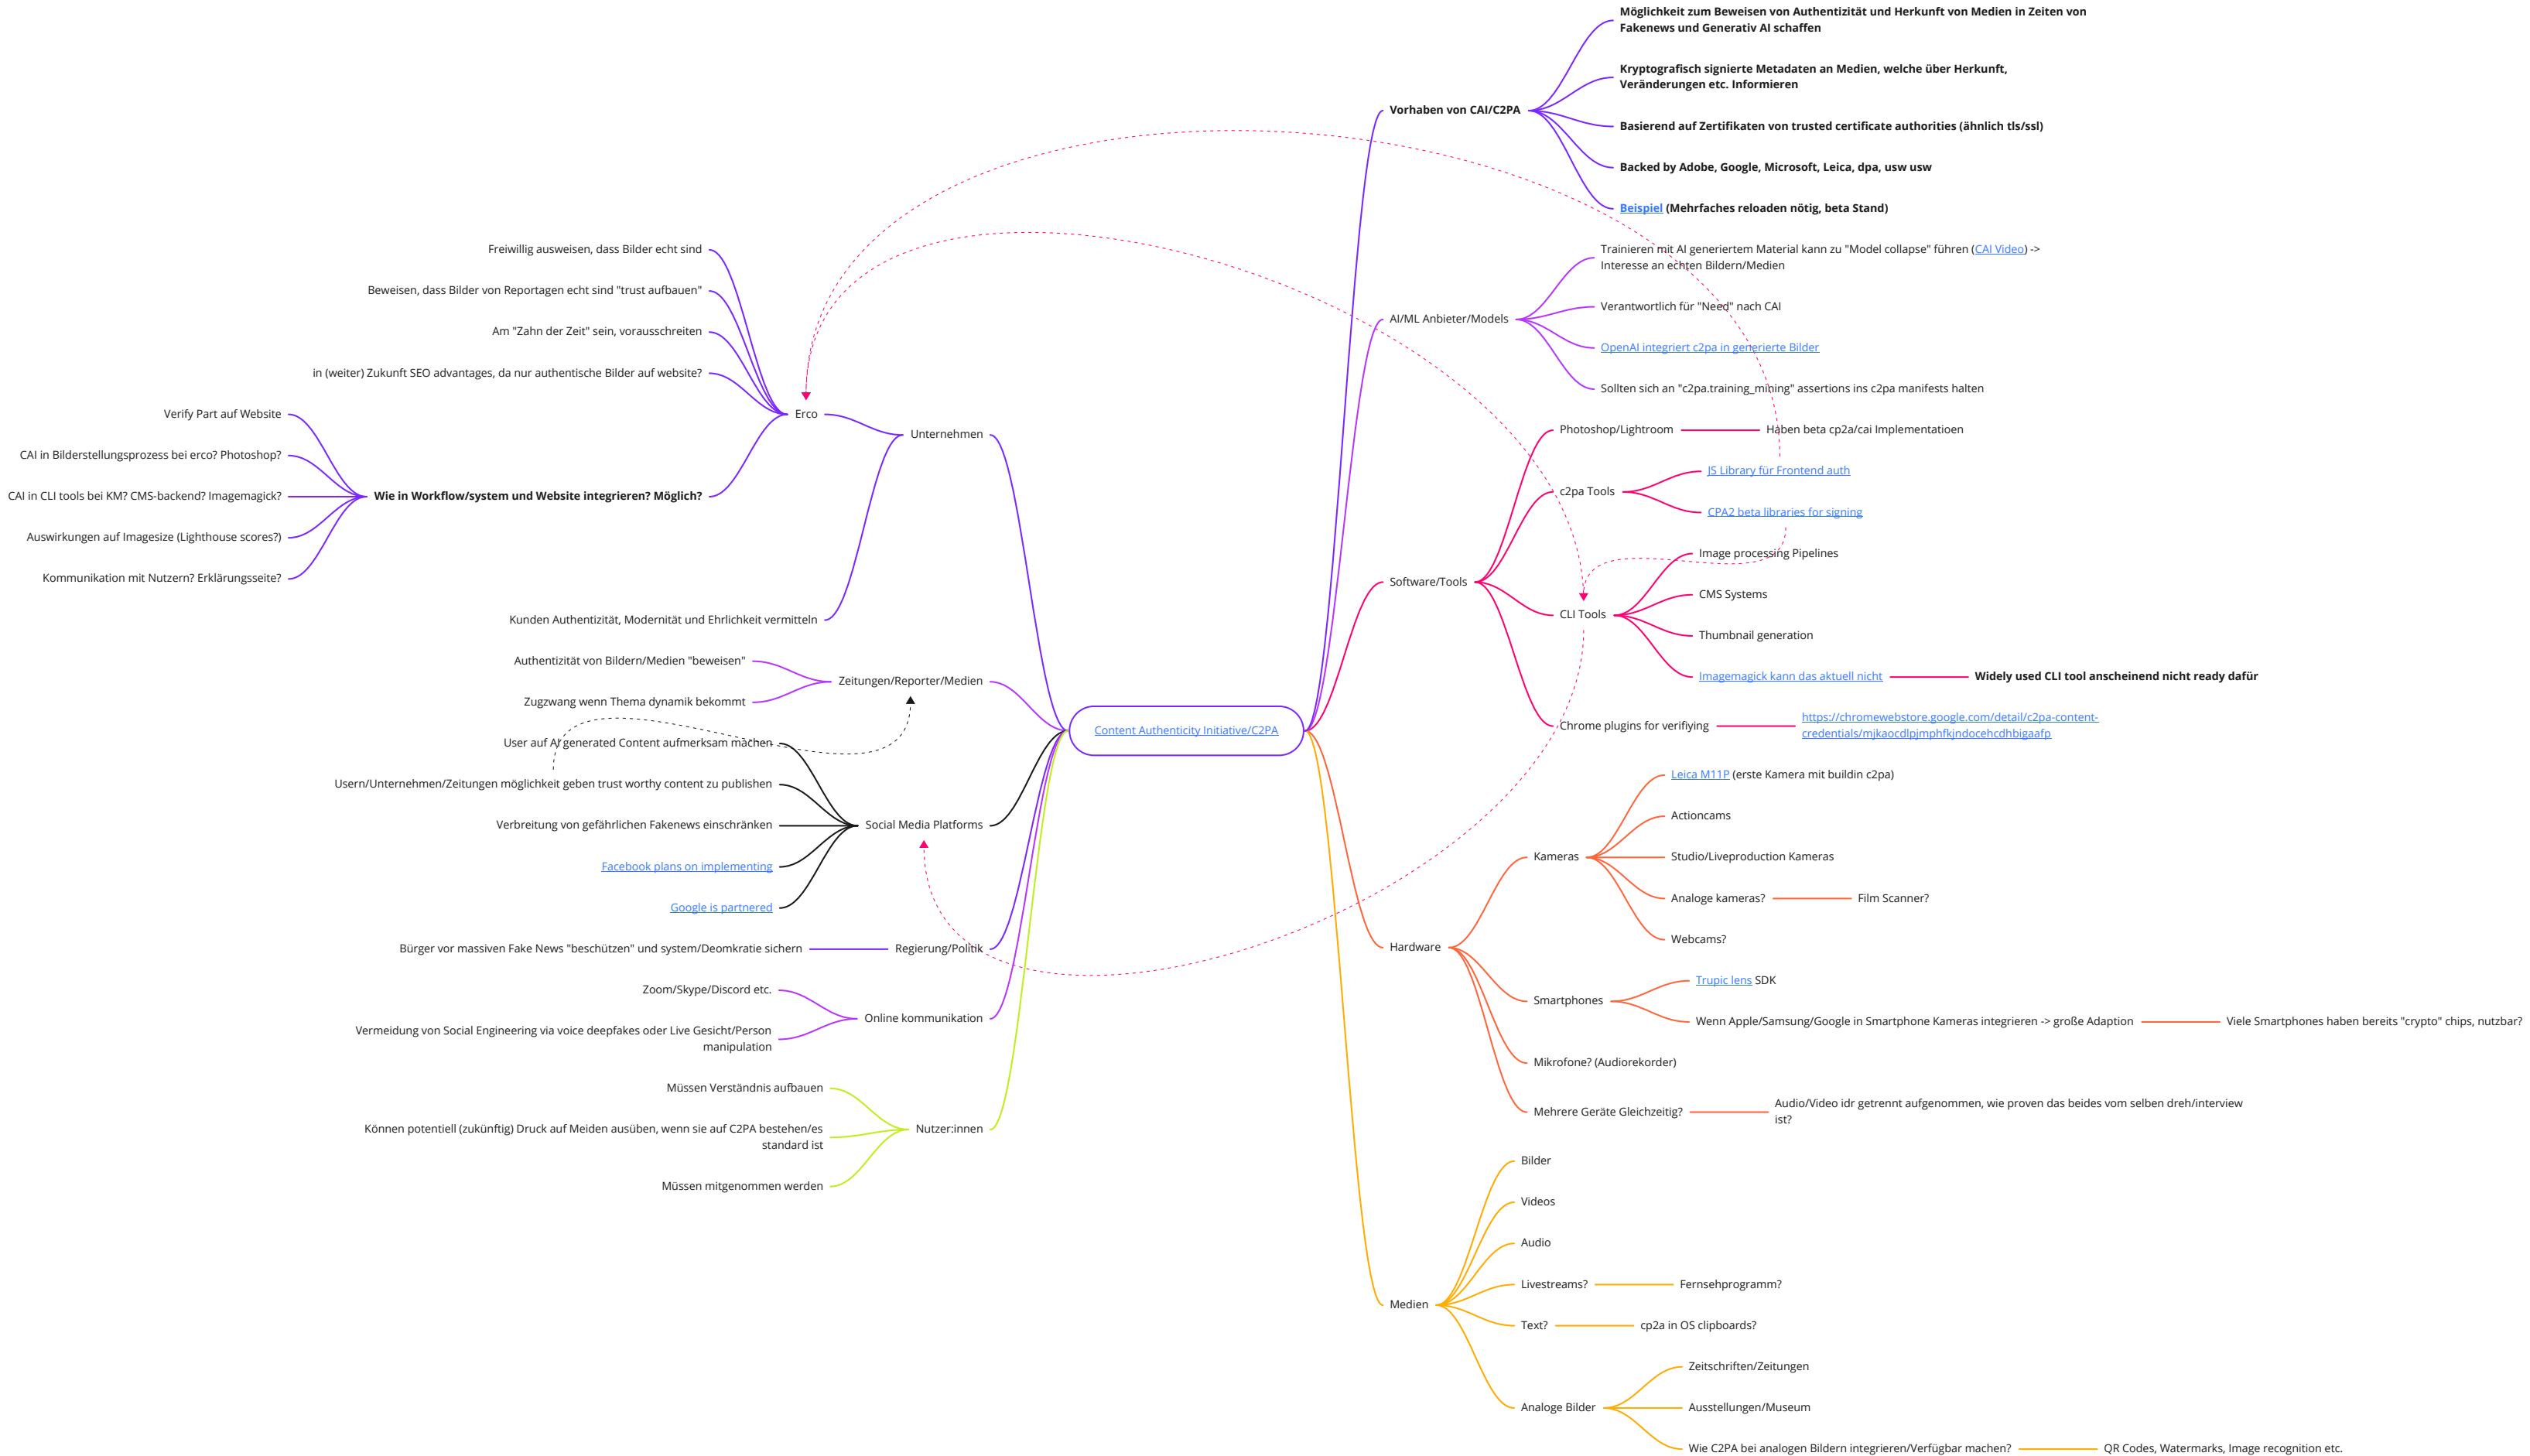 Content Authenticity Initiative/C2PA
Vorhaben von CAI/C2PA
Möglichkeit zum Beweisen von Authentizität und Herkunft von Medien in Zeiten von
Fakenews und Generativ AI schaffen
Kryptografisch signierte Metadaten an Medien, welche über Herkunft,
Veränderungen etc. Informieren
Basierend auf Zertifikaten von trusted certificate authorities (ähnlich tls/ssl)
Backed by Adobe, Google, Microsoft, Leica, dpa, usw usw
Beispiel (Mehrfaches reloaden nötig, beta Stand)
AI/ML Anbieter/Models
Trainieren mit AI generiertem Material kann zu "Model collapse" führen (CAI Video) ->
Interesse an echten Bildern/Medien
Verantwortlich für "Need" nach CAI
OpenAI integriert c2pa in generierte Bilder
Sollten sich an "c2pa.training_mining" assertions ins c2pa manifests halten
Software/Tools
Photoshop/Lightroom
Haben beta cp2a/cai Implementatioen
c2pa Tools
JS Library für Frontend auth
CPA2 beta libraries for signing
CLI Tools
Image processing Pipelines
CMS Systems
Thumbnail generation
Imagemagick kann das aktuell nicht
Widely used CLI tool anscheinend nicht ready dafür
Chrome plugins for verifiying
https://chromewebstore.google.com/detail/c2pa-content-
credentials/mjkaocdlpjmphfkjndocehcdhbigaafp
Hardware
Kameras
Leica M11P (erste Kamera mit buildin c2pa)
Actioncams
Studio/Liveproduction Kameras
Analoge kameras?
Film Scanner?
Webcams?
Smartphones
Trupic lens SDK
Wenn Apple/Samsung/Google in Smartphone Kameras integrieren -> große Adaption
Viele Smartphones haben bereits "crypto" chips, nutzbar?
Mikrofone? (Audiorekorder)
Mehrere Geräte Gleichzeitig?
Audio/Video idr getrennt aufgenommen, wie proven das beides vom selben dreh/interview
ist?
Medien
Bilder
Videos
Audio
Livestreams?
Fernsehprogramm?
Text?
cp2a in OS clipboards?
Analoge Bilder
Zeitschriften/Zeitungen
Ausstellungen/Museum
Wie C2PA bei analogen Bildern integrieren/Verfügbar machen?
QR Codes, Watermarks, Image recognition etc.
Unternehmen
Erco
Freiwillig ausweisen, dass Bilder echt sind
Beweisen, dass Bilder von Reportagen echt sind "trust aufbauen"
Am "Zahn der Zeit" sein, vorausschreiten
in (weiter) Zukunft SEO advantages, da nur authentische Bilder auf website?
Wie in Workflow/system und Website integrieren? Möglich?
Verify Part auf Website
CAI in Bilderstellungsprozess bei erco? Photoshop?
CAI in CLI tools bei KM? CMS-backend? Imagemagick?
Auswirkungen auf Imagesize (Lighthouse scores?)
Kommunikation mit Nutzern? Erklärungsseite?
Kunden Authentizität, Modernität und Ehrlichkeit vermitteln
Zeitungen/Reporter/Medien
Authentizität von Bildern/Medien "beweisen"
Zugzwang wenn Thema dynamik bekommt
Social Media Platforms
User auf AI generated Content aufmerksam machen
Usern/Unternehmen/Zeitungen möglichkeit geben trust worthy content zu publishen
Verbreitung von gefährlichen Fakenews einschränken
Facebook plans on implementing
Google is partnered
Regierung/Politik
Bürger vor massiven Fake News "beschützen" und system/Deomkratie sichern
Online kommunikation
Zoom/Skype/Discord etc.
Vermeidung von Social Engineering via voice deepfakes oder Live Gesicht/Person
manipulation
Nutzer:innen
Müssen Verständnis aufbauen
Können potentiell (zukünftig) Druck auf Meiden ausüben, wenn sie auf C2PA bestehen/es
standard ist
Müssen mitgenommen werden